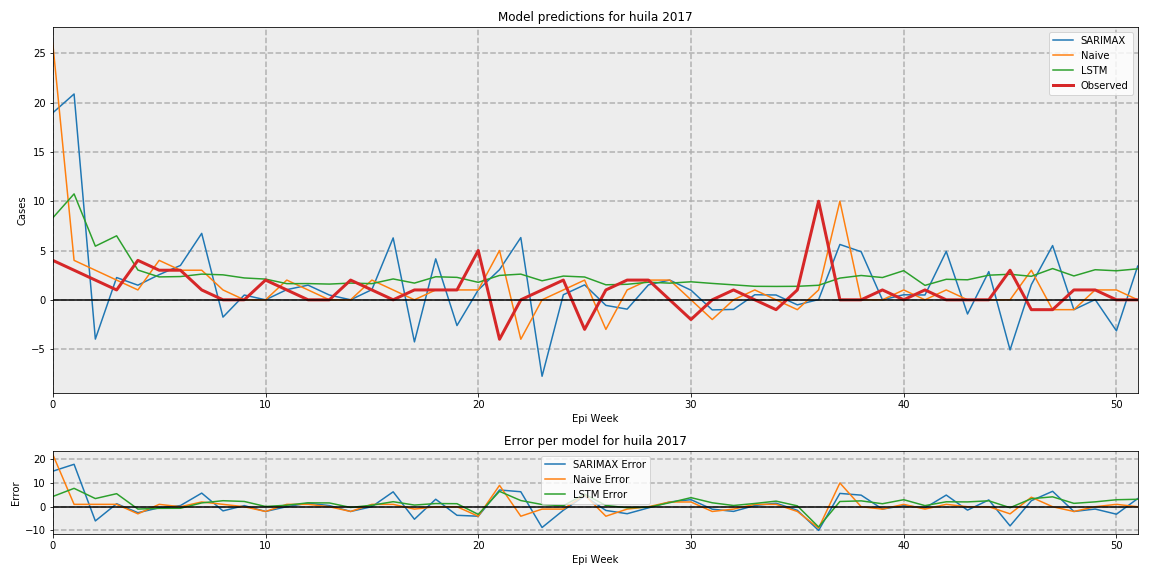 Model predictions for huila 2017
SARIMAX
Naive
LSTM
Observed
25
20
15
10
5
0
−5
Cases
0 10 20 30 40 50
Epi Week
Error per model for huila 2017
SARIMAX Error
Naive Error
LSTM Error
20
10
0
−10
Error
0 10 20 30 40 50
Epi Week